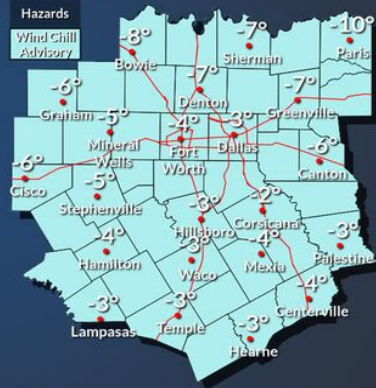 Hazards
Wind Chill
Advisory
-8°
Bowie
-7°
Sherman
-10°
Paris
-6°
Graham
-7°
Denton
-7°
Greenville
-5°
Mineral
Wells
-4°
Fort
Worth
-3°
Dallas
-6°
Canton
-6°
Cisco
-5°
Stephenville
-3°
Hillsboro
-2°
Corsicana
-4°
Hamilton
-3°
Waco
-4°
Mexia
-3°
Palestine
-3°
Lampasas
-3°
Temple
-4°
Centerville
-3°
Hearne